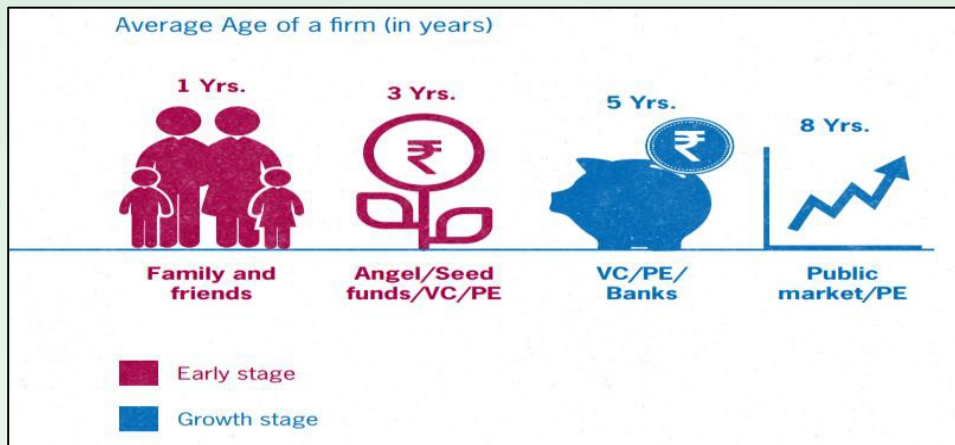 Average Age of a firm (in years)
1 Yrs.
3 Yrs.
5 Yrs.
8 Yrs.
₹
₹
Family and
friends
Angel/Seed
funds/VC/PE
VC/PE/
Banks
Public
market/PE
Early stage
Growth stage